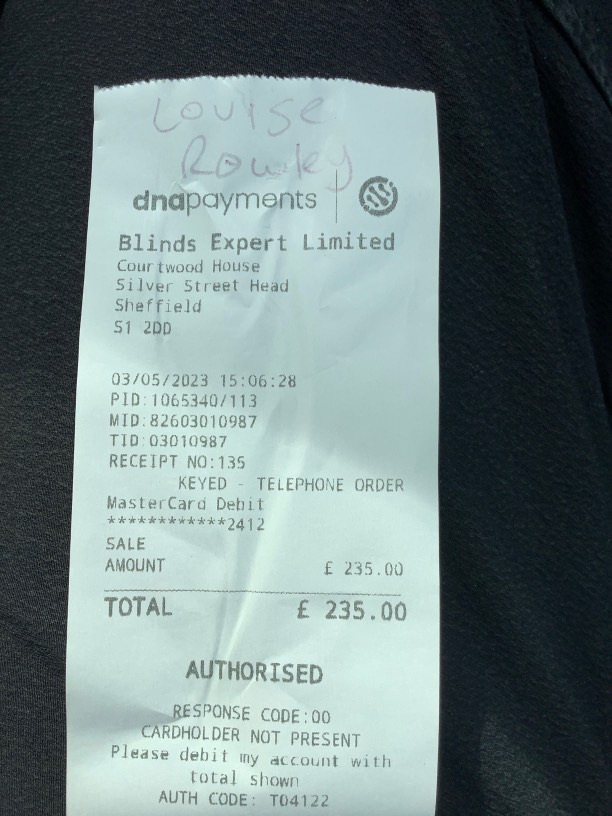 Louise
Rowley
dnapayments
Blinds Expert Limited
Courtwood House
Silver Street Head
Sheffield
S1 2DD
03/05/2023 15:06:28
PID:1065340/113
MID:82603010987
TID:03010987
RECEIPT NO:135
KEYED - TELEPHONE ORDER
MasterCard Debit
************2412
SALE
AMOUNT £ 235.00
TOTAL £ 235.00
AUTHORISED
RESPONSE CODE:00
CARDHOLDER NOT PRESENT
Please debit my account with
total shown
AUTH CODE: T04122